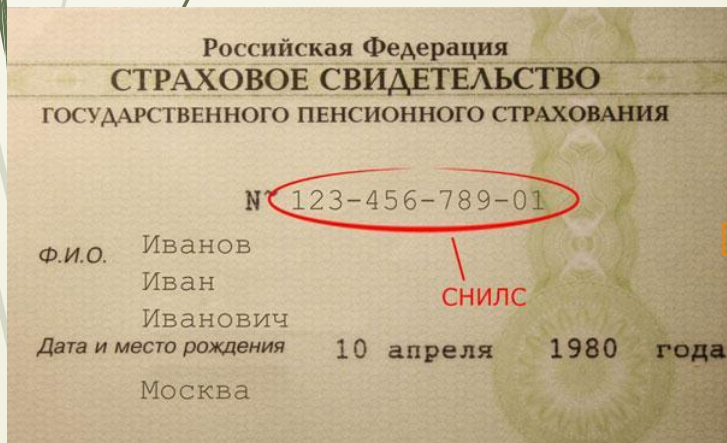 Российская Федерация
СТРАХОВОЕ СВИДЕТЕЛЬСТВО
ГОСУДАРСТВЕННОГО ПЕНСИОННОГО СТРАХОВАНИЯ
№ 123-456-789-01
Ф.И.О. Иванов
Иван
СНИЛС
Иванович
Дата и место рождения 10 апреля 1980 года
Москва